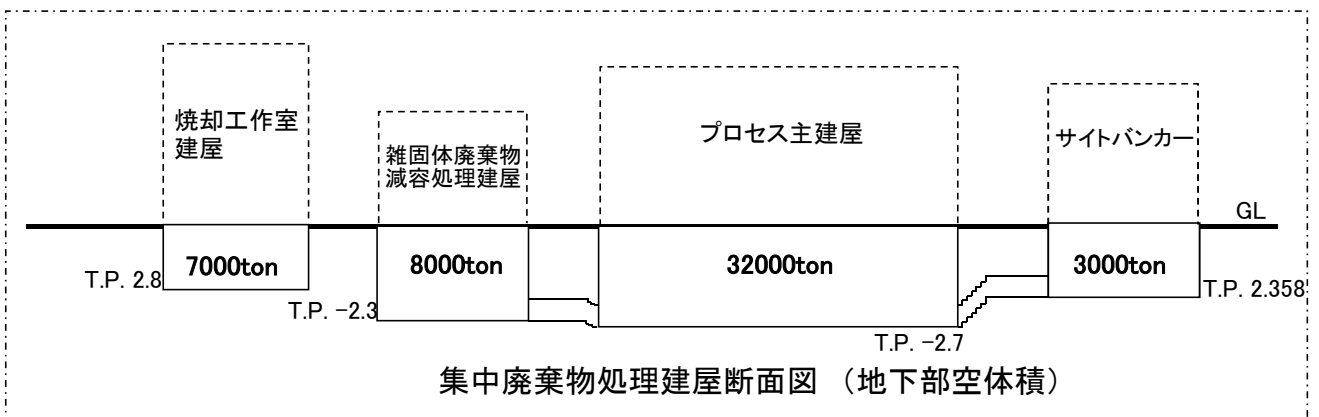 焼却工作室
建屋
雑固体廃棄物
減容処理建屋
プロセス主建屋
サイトバンカー
GL
7000ton
8000ton
32000ton
3000ton
T.P. 2.8
T.P. -2.3
T.P. -2.7
T.P. 2.358
集中廃棄物処理建屋断面図 （地下部空体積）